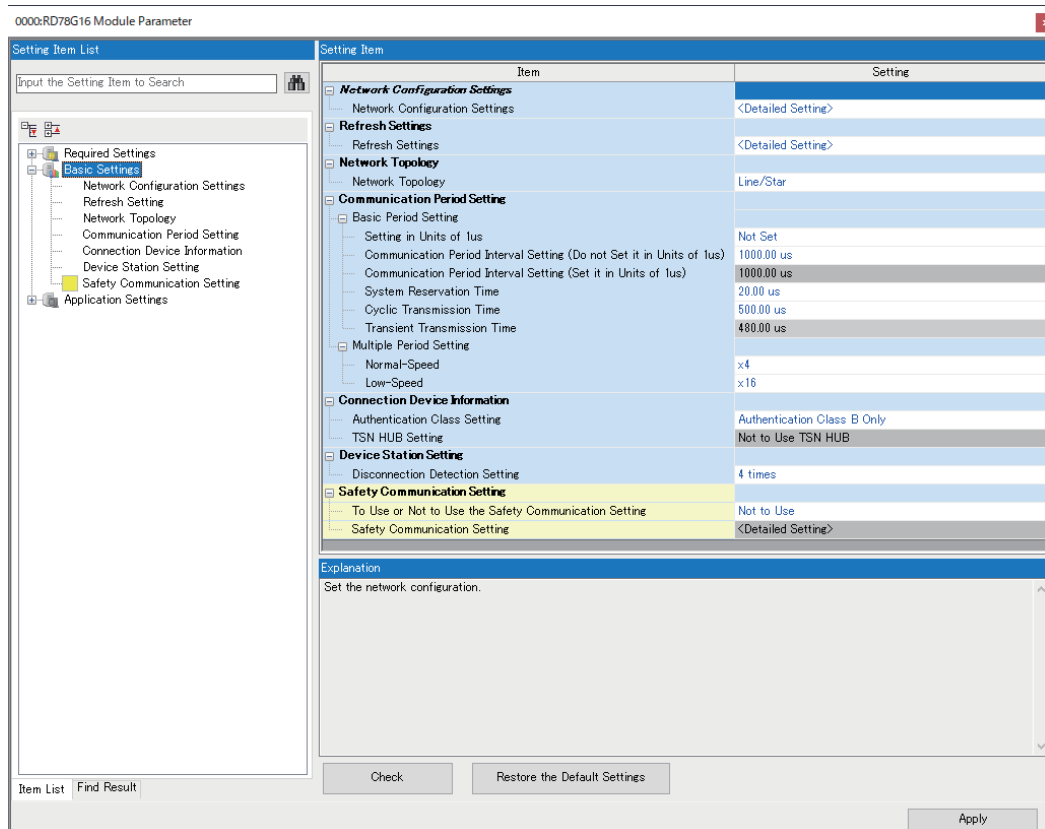 0000:RD78G16 Module Parameter
Setting Item List
Input the Setting Item to Search
Required Settings
Basic Settings
Network Configuration Settings
Refresh Setting
Network Topology
Communication Period Setting
Connection Device Information
Device Station Setting
Safety Communication Setting
Application Settings
Item List Find Result
Setting Item
Item Setting
Network Configuration Settings
Network Configuration Settings <Detailed Setting>
Refresh Settings
Refresh Settings <Detailed Setting>
Network Topology
Network Topology Line/Star
Communication Period Setting
Basic Period Setting
Setting in Units of 1us Not Set
Communication Period Interval Setting (Do not Set it in Units of 1us) 1000.00 us
Communication Period Interval Setting (Set it in Units of 1us) 1000.00 us
System Reservation Time 20.00 us
Cyclic Transmission Time 500.00 us
Transient Transmission Time 480.00 us
Multiple Period Setting
Normal-Speed x4
Low-Speed x16
Connection Device Information
Authentication Class Setting Authentication Class B Only
TSN HUB Setting Not to Use TSN HUB
Device Station Setting
Disconnection Detection Setting 4 times
Safety Communication Setting
To Use or Not to Use the Safety Communication Setting Not to Use
Safety Communication Setting <Detailed Setting>
Explanation
Set the network configuration.
Check Restore the Default Settings
Apply